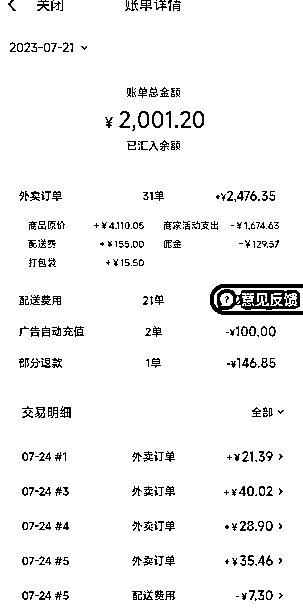 关闭 账单详情
2023-07-21
账单总金额
¥ 2,001.20
已汇入余额
外卖订单 31单 +¥2,476.35
商品原价 +¥4,110.05 商家活动支出 -¥1,674.63
配送费 +¥155.00 佣金 -¥129.57
打包袋 +¥15.50
配送费用 21单 意见反馈
广告自动充值 2单 -¥100.00
部分退款 1单 -¥146.85
交易明细 全部
07-24 #1 外卖订单 +¥21.39
07-24 #3 外卖订单 +¥40.02
07-24 #4 外卖订单 +¥28.90
07-24 #5 外卖订单 +¥35.46
07-24 #5 配送费用 -¥7.30